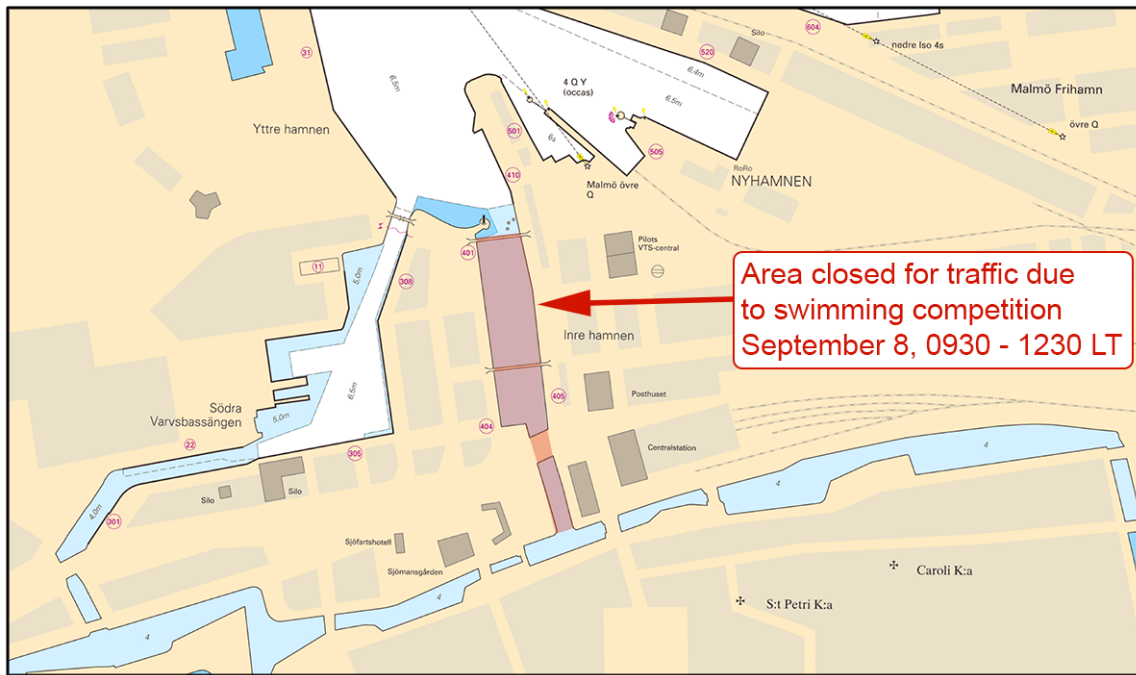 604
Silo
520
nedre Iso 4s
31
6,5m
6,4m
4 Q Y
(occas)
6,5m
Malmö Frihamn
Yttre hamnen
övre Q
501
505
410
RoRo
NYHAMNEN
Malmö övre
Q
Pilots
VTS-central
401
11
5,0m
308
Area closed for traffic due
to swimming competition
September 8, 0930 - 1230 LT
Inre hamnen
6,5m
405
Posthuset
Södra
Varvsbassängen
5,0m
404
22
305
Centralstation
4
Silo
Silo
4
4,0m
301
Sjöfartshotell
Sjömansgården
Caroli K:a
S:t Petri K:a
4
4